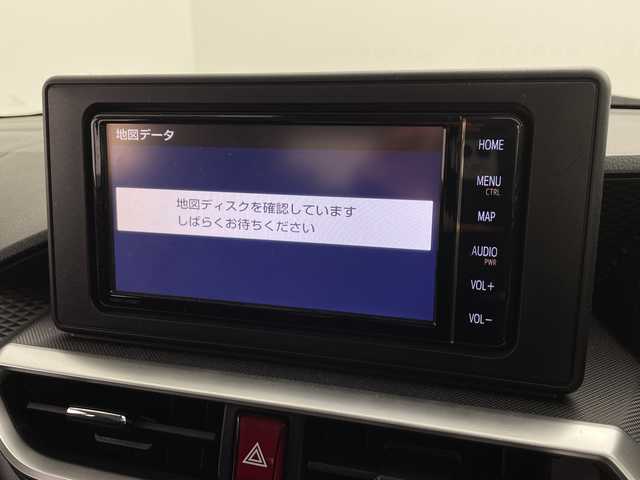 地図データ
地図ディスクを確認しています
しばらくお待ちください
HOME
MENU
CTRL
MAP
AUDIO
PWR
VOL+
VOL−